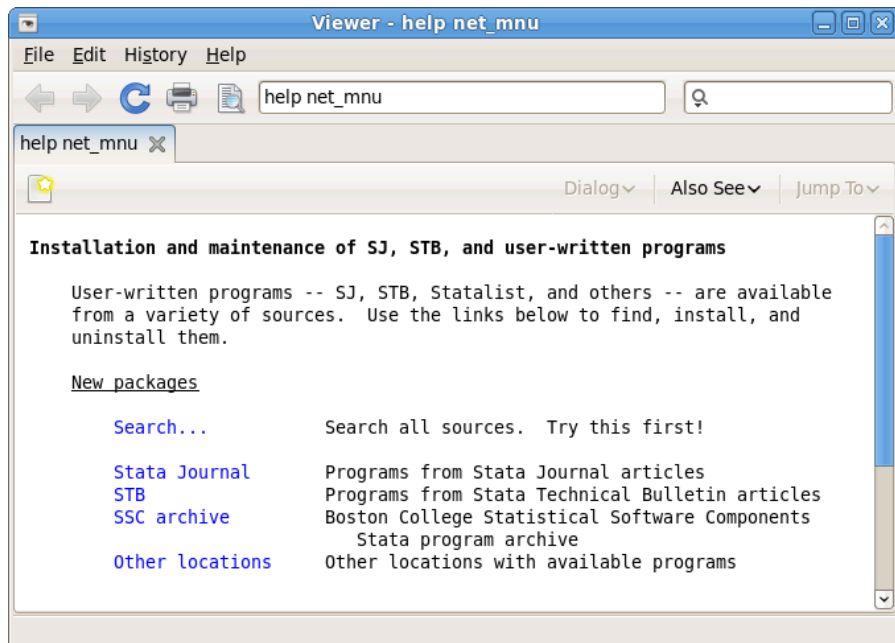 Viewer - help net_mnu
File Edit History Help
help net_mnu
help net_mnu
Dialog Also See Jump To
Installation and maintenance of SJ, STB, and user-written programs
User-written programs -- SJ, STB, Statalist, and others -- are available
from a variety of sources.  Use the links below to find, install, and
uninstall them.
New packages
Search... Search all sources.  Try this first!
Stata Journal Programs from Stata Journal articles
STB Programs from Stata Technical Bulletin articles
SSC archive Boston College Statistical Software Components
Stata program archive
Other locations Other locations with available programs